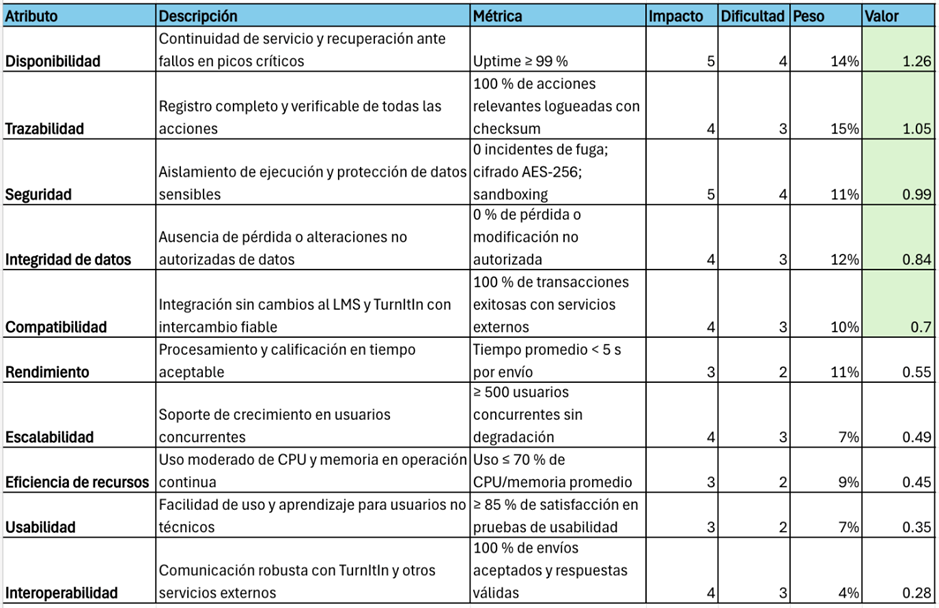 Atributo Descripción Métrica Impacto Dificultad Peso Valor
Disponibilidad Continuidad de servicio y recuperación ante fallos en picos críticos Uptime ≥ 99 % 5 4 14% 1.26
Trazabilidad Registro completo y verificable de todas las acciones 100 % de acciones relevantes logueadas con checksum 4 3 15% 1.05
Seguridad Aislamiento de ejecución y protección de datos sensibles 0 incidentes de fuga; cifrado AES-256; sandboxing 5 4 11% 0.99
Integridad de datos Ausencia de pérdida o alteraciones no autorizadas de datos 0 % de pérdida o modificación no autorizada 4 3 12% 0.84
Compatibilidad Integración sin cambios al LMS y TurnItIn con intercambio fiable 100 % de transacciones exitosas con servicios externos 4 3 10% 0.7
Rendimiento Procesamiento y calificación en tiempo aceptable Tiempo promedio < 5 s por envío 3 2 11% 0.55
Escalabilidad Soporte de crecimiento en usuarios concurrentes ≥ 500 usuarios concurrentes sin degradación 4 3 7% 0.49
Eficiencia de recursos Uso moderado de CPU y memoria en operación continua Uso ≤ 70 % de CPU/memoria promedio 3 2 9% 0.45
Usabilidad Facilidad de uso y aprendizaje para usuarios no técnicos ≥ 85 % de satisfacción en pruebas de usabilidad 3 2 7% 0.35
Interoperabilidad Comunicación robusta con TurnItIn y otros servicios externos 100 % de envíos aceptados y respuestas válidas 4 3 4% 0.28